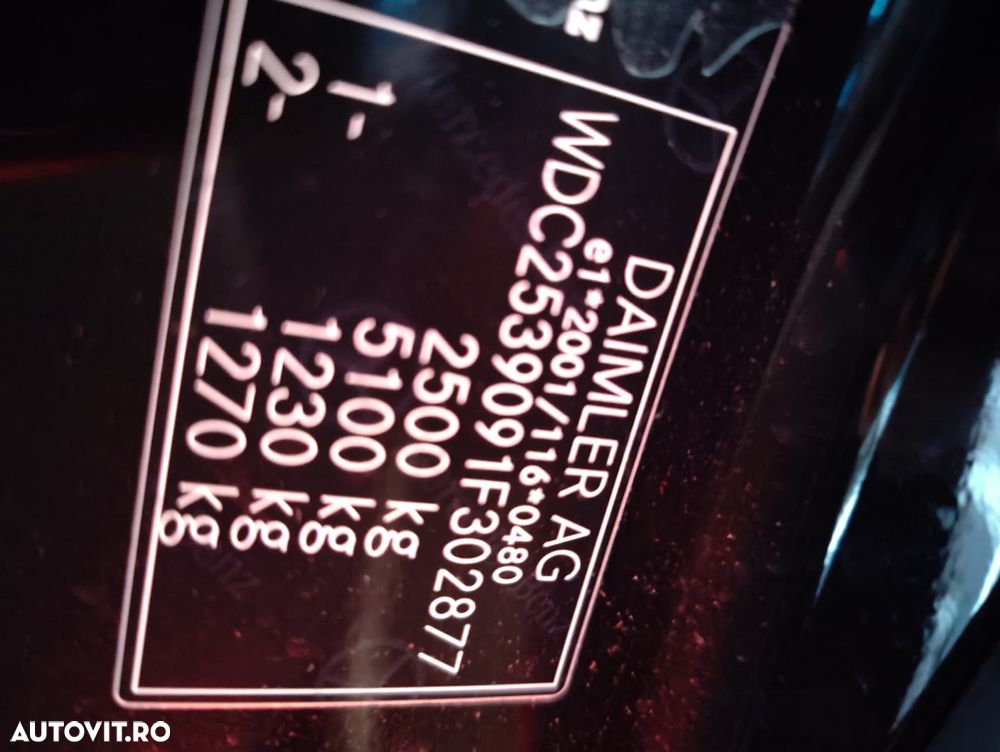 nz
DAIMLER AG
e1*2001/116*0480
WDC2539091F302877
2500 kg
5100 kg
1- 1230 kg
2- 1270 kg
AUTOVIT.RO